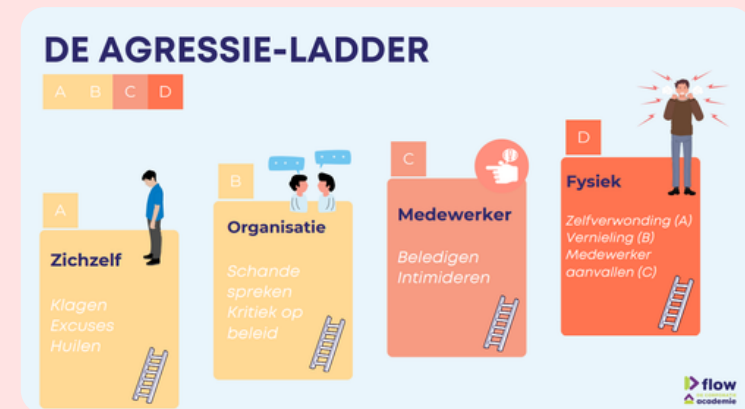 DE AGRESSIE-LADDER
A B C D
A
Zichzelf
Klagen
Excuses
Huilen
B
Organisatie
Schande
spreken
Kritiek op
beleid
C
Medewerker
Beledigen
Intimideren
D
Fysiek
Zelfverwonding (A)
Vernieling (B)
Medewerker
aanvallen (C)
flow
academie